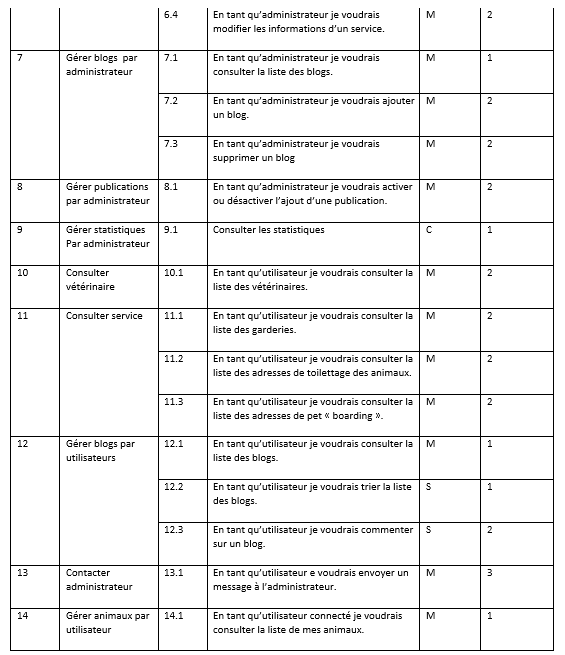 6.4 En tant qu’administrateur je voudrais M 2
modifier les informations d’un service.
7 Gérer blogs par 7.1 En tant qu’administrateur je voudrais M 1
administrateur consulter la liste des blogs.
7.2 En tant qu’administrateur je voudrais ajouter M 2
un blog.
7.3 En tant qu’administrateur je voudrais M 2
supprimer un blog
8 Gérer publications 8.1 En tant qu’administrateur je voudrais activer M 2
par administrateur ou désactiver l’ajout d’une publication.
9 Gérer statistiques 9.1 Consulter les statistiques C 1
Par administrateur
10 Consulter 10.1 En tant qu’utilisateur je voudrais consulter la M 2
vétérinaire liste des vétérinaires.
11 Consulter service 11.1 En tant qu’utilisateur je voudrais consulter la M 2
liste des garderies.
11.2 En tant qu’utilisateur je voudrais consulter la M 2
liste des adresses de toilettage des animaux.
11.3 En tant qu’utilisateur je voudrais consulter la M 2
liste des adresses de pet « boarding ».
12 Gérer blogs par 12.1 En tant qu’utilisateur je voudrais consulter la M 1
utilisateurs liste des blogs.
12.2 En tant qu’utilisateur je voudrais trier la liste S 1
des blogs.
12.3 En tant qu’utilisateur je voudrais commenter S 2
sur un blog.
13 Contacter 13.1 En tant qu’utilisateur e voudrais envoyer un M 3
administrateur message à l’administrateur.
14 Gérer animaux par 14.1 En tant qu’utilisateur connecté je voudrais M 1
utilisateur consulter la liste de mes animaux.